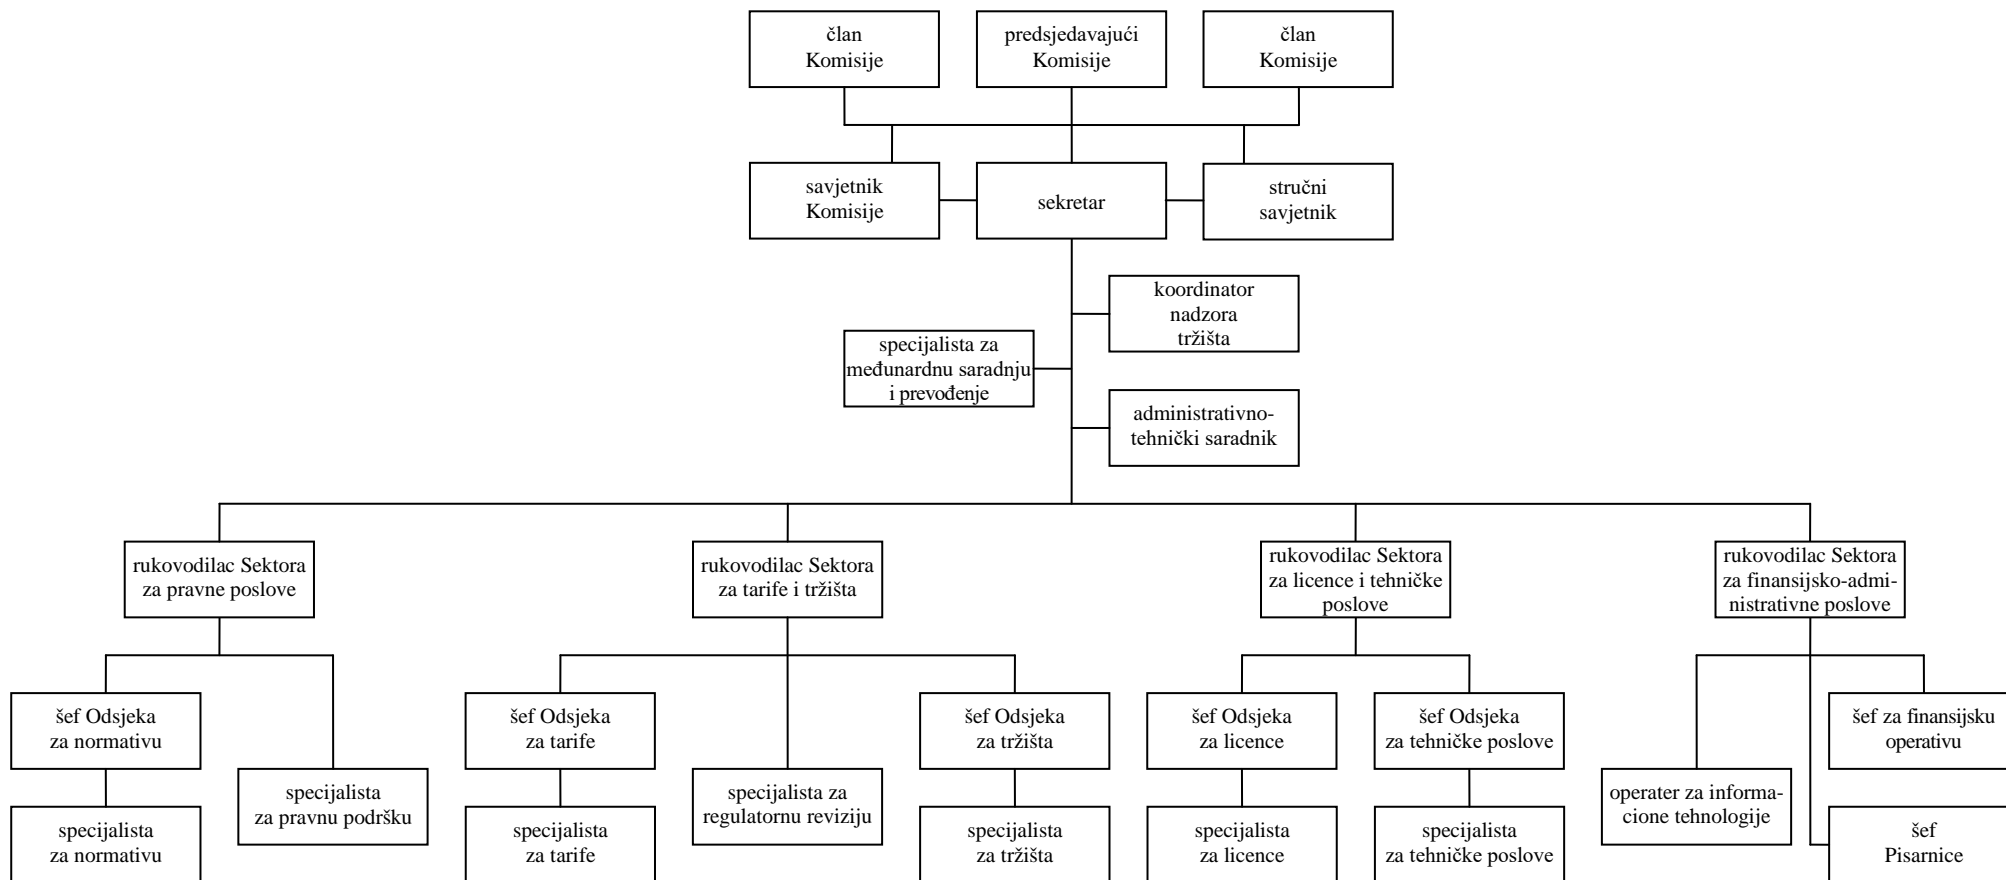 član
Komisije
predsjedavajući
Komisije
član
Komisije
savjetnik
Komisije
sekretar
stručni
savjetnik
koordinator
nadzora
tržišta
specijalista za
međunardnu saradnju
i prevođenje
administrativno-
tehnički saradnik
rukovodilac Sektora
za pravne poslove
rukovodilac Sektora
za tarife i tržišta
rukovodilac Sektora
za licence i tehničke
poslove
rukovodilac Sektora
za finansijsko-admi-
nistrativne poslove
šef Odsjeka
za normativu
šef Odsjeka
za tarife
šef Odsjeka
za tržišta
šef Odsjeka
za licence
šef Odsjeka
za tehničke poslove
šef za finansijsku
operativu
specijalista
za pravnu podršku
specijalista za
regulatornu reviziju
operater za informa-
cione tehnologije
specijalista
za normativu
specijalista
za tarife
specijalista
za tržišta
specijalista
za licence
specijalista
za tehničke poslove
šef
Pisarnice